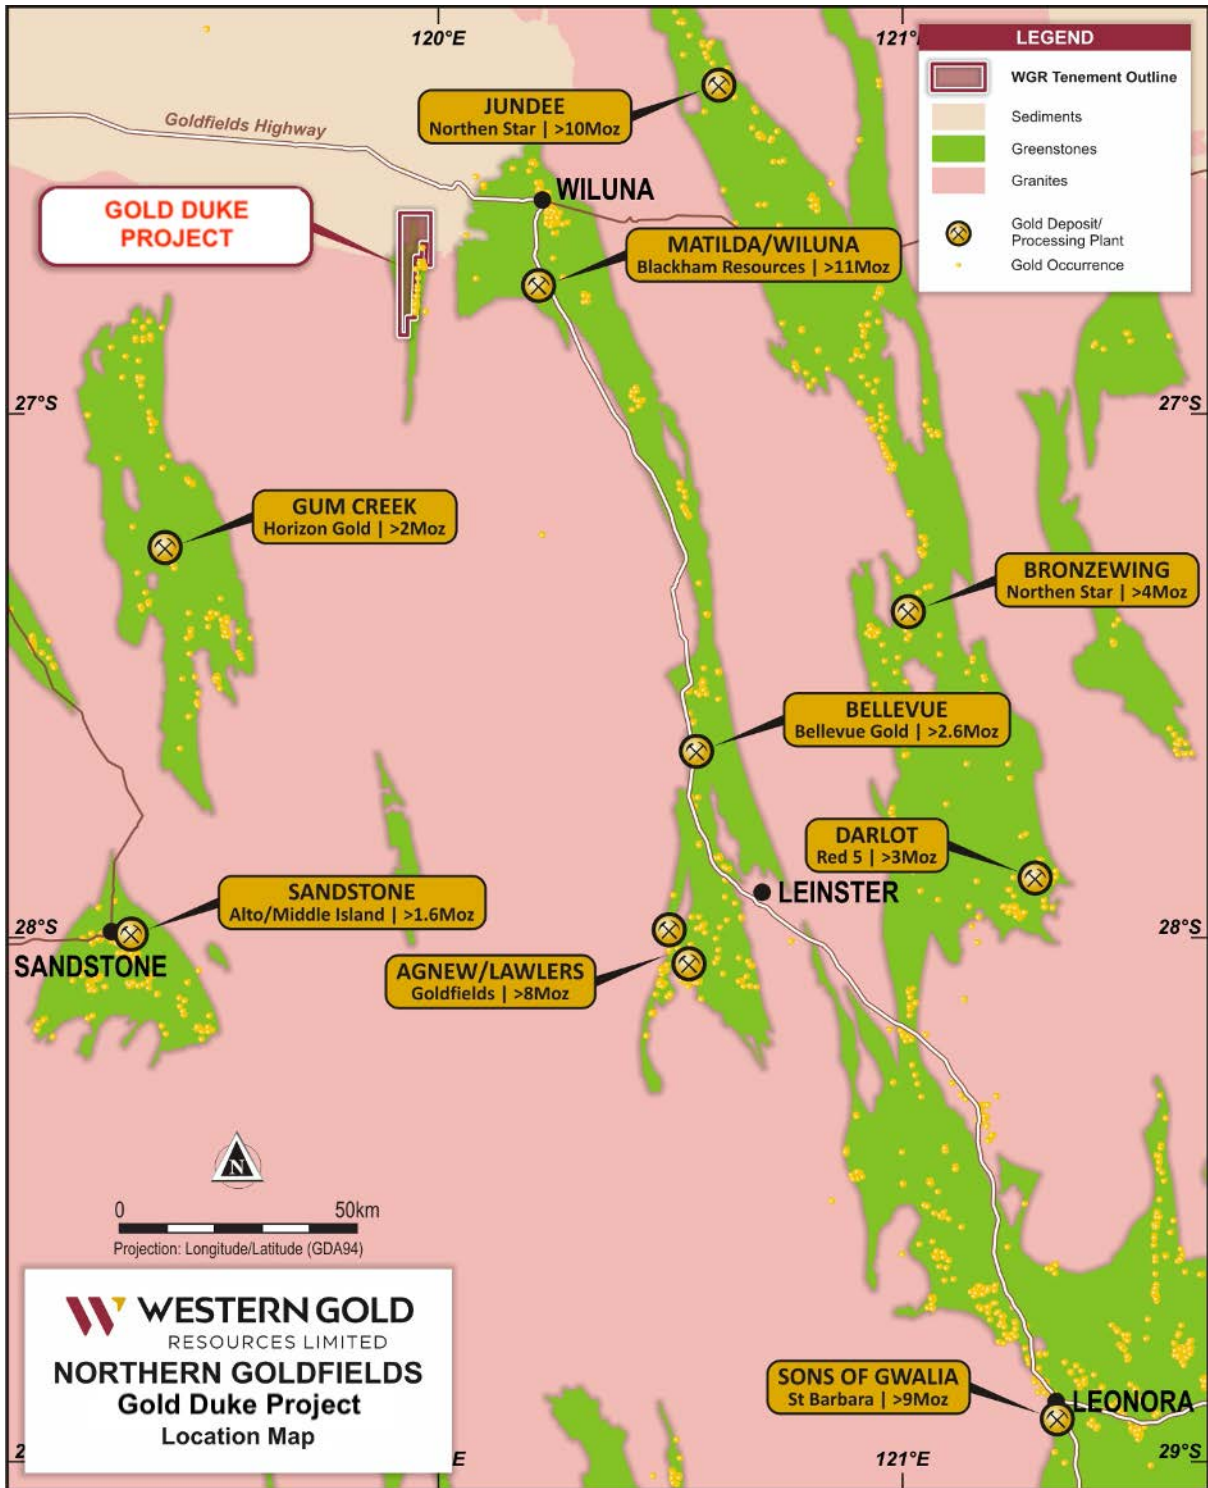 120°E
121°
LEGEND
WGR Tenement Outline
Sediments
Greenstones
Granites
Gold Deposit/
Processing Plant
Gold Occurrence
Goldfields Highway
JUNDEE
Northen Star | >10Moz
WILUNA
GOLD DUKE
PROJECT
MATILDA/WILUNA
Blackham Resources | >11Moz
27°S
27°S
GUM CREEK
Horizon Gold | >2Moz
BRONZEWING
Northen Star | >4Moz
BELLEVUE
Bellevue Gold | >2.6Moz
DARLOT
Red 5 | >3Moz
LEINSTER
SANDSTONE
Alto/Middle Island | >1.6Moz
28°S
28°S
SANDSTONE
AGNEW/LAWLERS
Goldfields | >8Moz
N
0 50km
Projection: Longitude/Latitude (GDA94)
WESTERN GOLD
RESOURCES LIMITED
NORTHERN GOLDFIELDS
Gold Duke Project
Location Map
SONS OF GWALIA
St Barbara | >9Moz
LEONORA
2
E
121°E
29°S